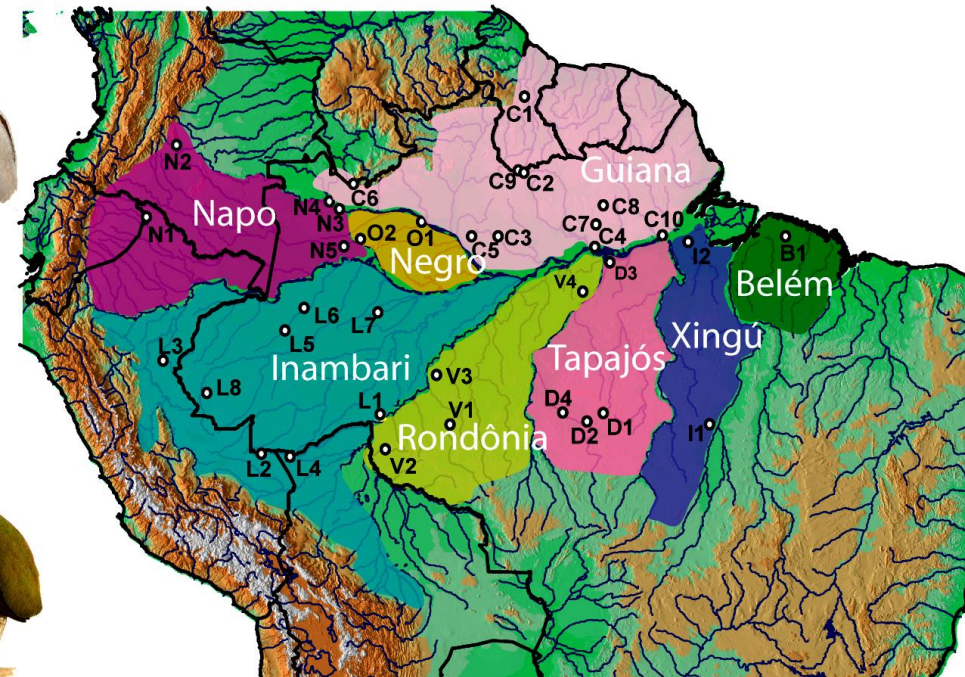 C1
N2
C9 C2
Guiana
C6
N4
N3
Napo
C8
C7
C10
N1
O2
O1
C5
C3
C4
I2
B1
N5
Negro
D3
Belém
V4
L6
L7
L5
Xingú
L3
Inambari
Tapajós
V3
L8
L1
V1
D4
D2
D1
I1
Rondônia
L2
L4
V2